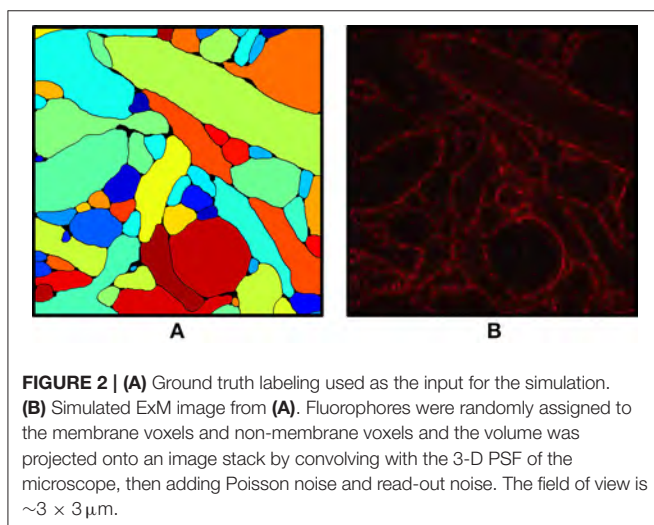 A
B
FIGURE 2 | (A) Ground truth labeling used as the input for the simulation.
(B) Simulated ExM image from (A). Fluorophores were randomly assigned to
the membrane voxels and non-membrane voxels and the volume was
projected onto an image stack by convolving with the 3-D PSF of the
microscope, then adding Poisson noise and read-out noise. The field of view is
~3 × 3 μm.